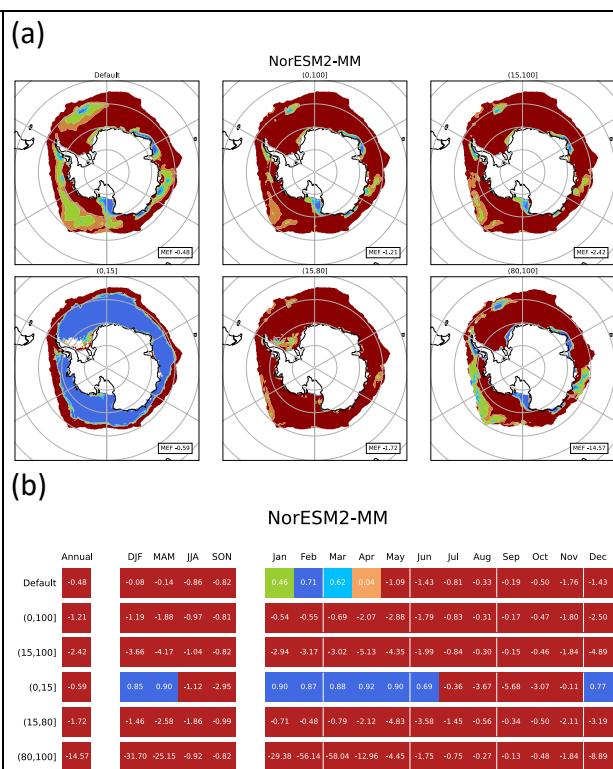 (a)
NorESM2-MM
Default (0,100] (15,100]
MEF -0.48 MEF -1.21 MEF -2.42
(0,15] (15,80] (80,100]
MEF -0.59 MEF -1.72 MEF -14.57
(b)
NorESM2-MM
Annual DJF MAM JJA SON Jan Feb Mar Apr May Jun Jul Aug Sep Oct Nov Dec
Default -0.48 -0.08 -0.14 -0.86 -0.82 0.46 0.71 0.62 0.04 -1.09 -1.43 -0.81 -0.33 -0.19 -0.50 -1.76 -1.43
(0,100] -1.21 -1.19 -1.88 -0.97 -0.81 -0.54 -0.55 -0.69 -2.07 -2.88 -1.79 -0.83 -0.31 -0.17 -0.47 -1.80 -2.50
(15,100] -2.42 -3.66 -4.17 -1.04 -0.82 -2.94 -3.17 -3.02 -5.13 -4.35 -1.99 -0.84 -0.30 -0.15 -0.46 -1.84 -4.89
(0,15] -0.59 0.85 0.90 -1.12 -2.95 0.90 0.87 0.88 0.92 0.90 0.69 -0.36 -3.67 -5.68 -3.07 -0.11 0.77
(15,80] -1.72 -1.46 -2.58 -1.86 -0.99 -0.71 -0.48 -0.79 -2.12 -4.83 -3.58 -1.45 -0.56 -0.34 -0.50 -2.11 -3.19
(80,100] -14.57 -31.70 -25.15 -0.92 -0.82 -29.38 -56.14 -58.04 -12.96 -4.45 -1.75 -0.75 -0.27 -0.13 -0.48 -1.84 -8.89